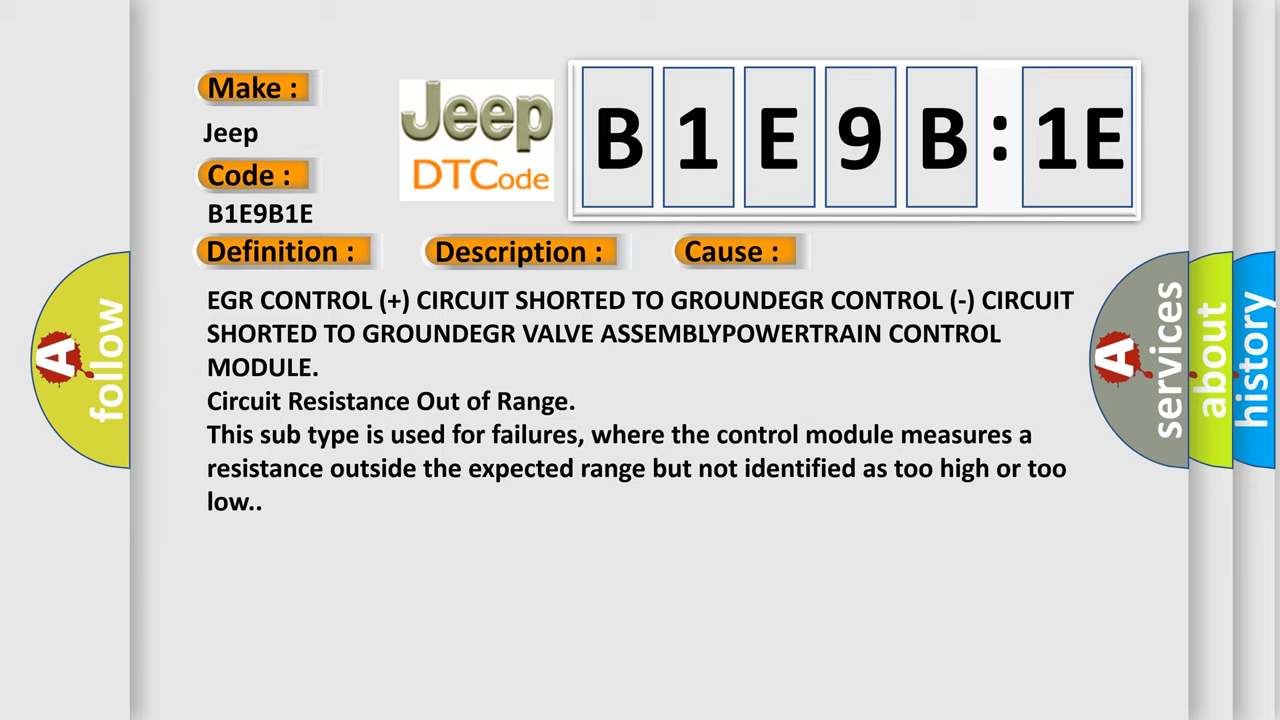 Make :
Jeep
Code :
B1E9B1E
Jeep
DTCode
B1E9B:1E
Definition :
Description :
Cause :
EGR CONTROL (+) CIRCUIT SHORTED TO GROUNDEGR CONTROL (-) CIRCUIT
SHORTED TO GROUNDEGR VALVE ASSEMBLYPOWERTRAIN CONTROL
MODULE.
Circuit Resistance Out of Range.
This sub type is used for failures, where the control module measures a
resistance outside the expected range but not identified as too high or too
low..
A
follow
A
services
about
history